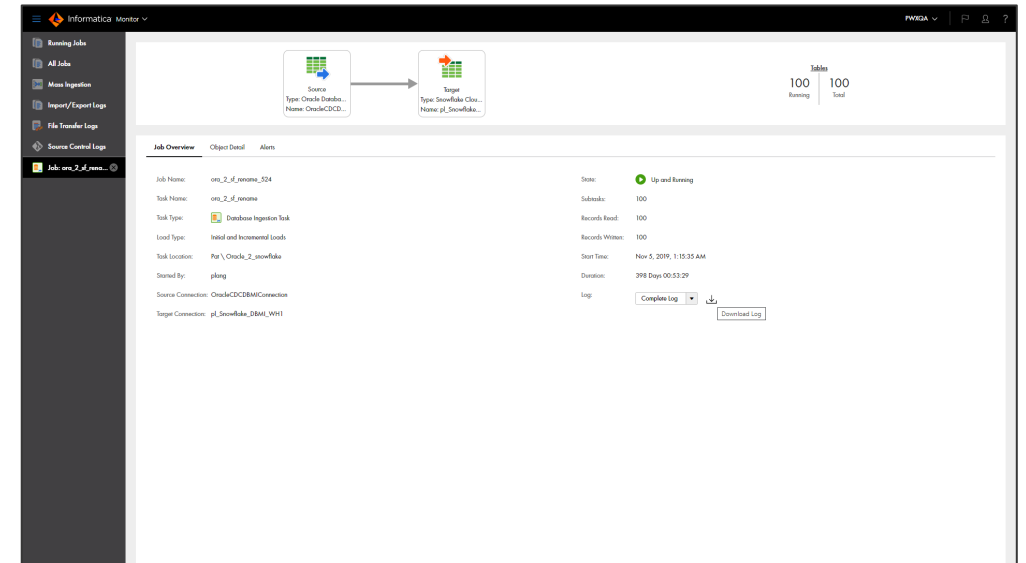 Informatica Monitor
PWXQA
?
Running Jobs
All Jobs
Mass Ingestion
Import/Export Logs
File Transfer Logs
Source Control Logs
Job: ora_2_sf_rena...
Source
Type: Oracle Databa...
Name: OracleCDCD...
Target
Type: Snowflake Clou...
Name: pl_Snowflake...
Tables
100 100
Running Total
Job Overview Object Detail Alerts
Job Name: ora_2_sf_rename_524
Task Name: ora_2_sf_rename
Task Type: Database Ingestion Task
Load Type: Initial and Incremental Loads
Task Location: Pat \ Oracle_2_snowflake
Started By: plang
Source Connection: OracleCDCDBMIConnection
Target Connection: pl_Snowflake_DBMI_WH1
State: Up and Running
Subtasks: 100
Records Read: 100
Records Written: 100
Start Time: Nov 5, 2019, 1:15:35 AM
Duration: 398 Days 00:53:29
Log: Complete Log
Download Log